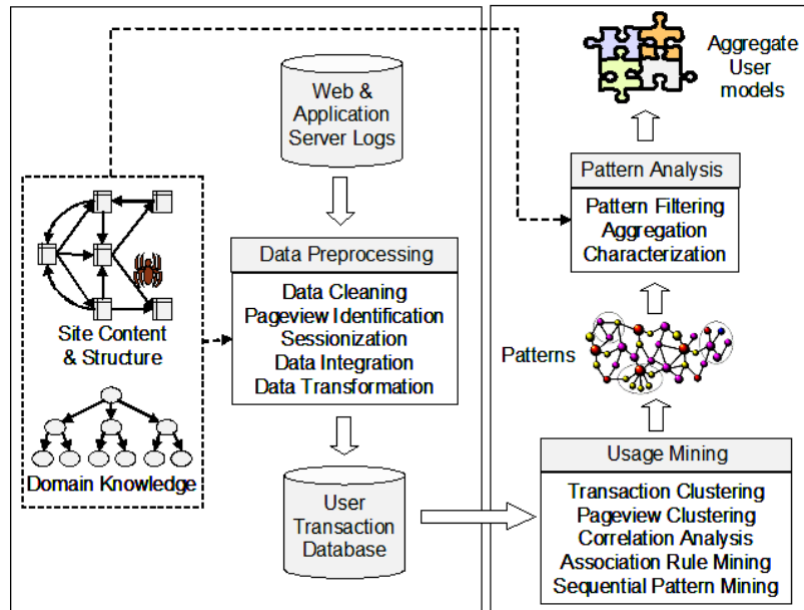 Web &
Application
Server Logs
Site Content
& Structure
Domain Knowledge
Data Preprocessing
Data Cleaning
Pageview Identification
Sessionization
Data Integration
Data Transformation
User
Transaction
Database
Aggregate
User
models
Pattern Analysis
Pattern Filtering
Aggregation
Characterization
Patterns
Usage Mining
Transaction Clustering
Pageview Clustering
Correlation Analysis
Association Rule Mining
Sequential Pattern Mining